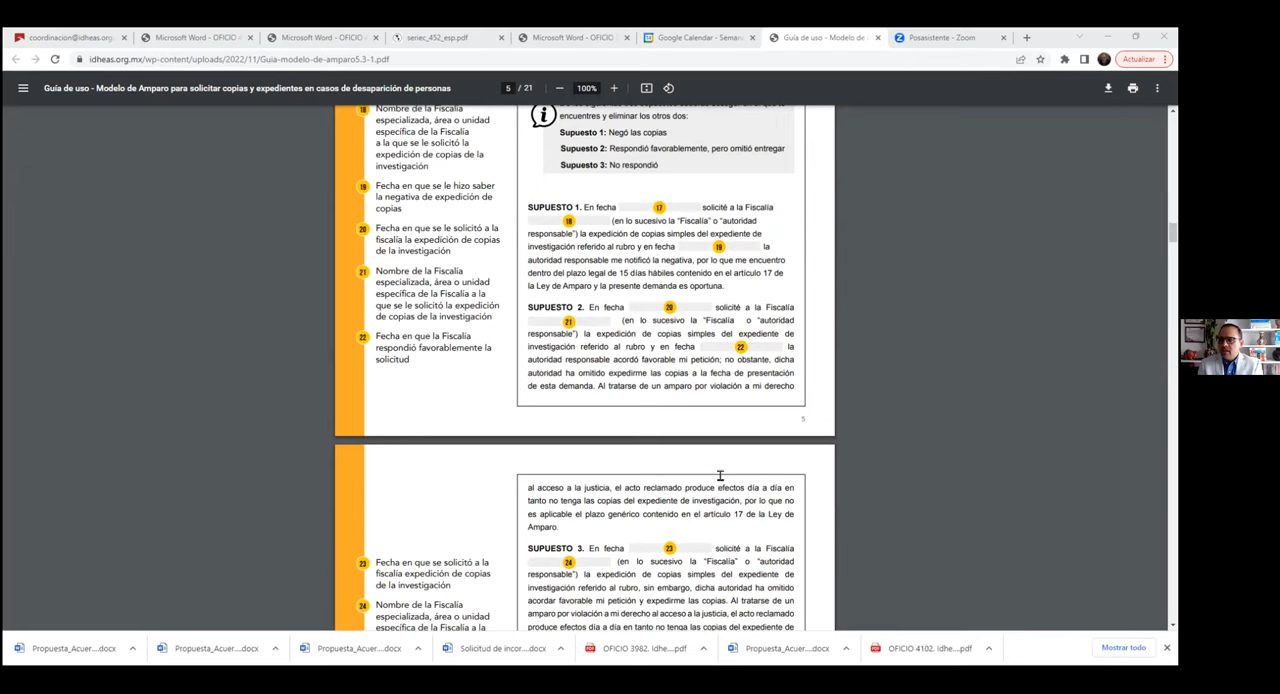 coordinacion@idheas.org
Microsoft Word - OFICIO 4
Microsoft Word - OFICIO
seriec_452_esp.pdf
Microsoft Word - OFICIO
Google Calendar - Seman
Guía de uso - Modelo de
Posasistente - Zoom
idheas.org.mx/wp-content/uploads/2022/11/Guia-modelo-de-amparo5.3-1.pdf
Actualizar
Guía de uso - Modelo de Amparo para solicitar copias y expedientes en casos de desaparición de personas
5 / 21
100%
18 Nombre de la Fiscalía
especializada, área o unidad
específica de la Fiscalía
a la que se le solicitó la
expedición de copias de la
investigación
19 Fecha en que se le hizo saber
la negativa de expedición de
copias
20 Fecha en que se le solicitó a la
fiscalía la expedición de copias
de la investigación
21 Nombre de la Fiscalía
especializada, área o unidad
específica de la Fiscalía a la
que se le solicitó la expedición
de copias de la investigación
22 Fecha en que la Fiscalía
respondió favorablemente la
solicitud
i
encuentres y eliminar los otros dos:
Supuesto 1: Negó las copias
Supuesto 2: Respondió favorablemente, pero omitió entregar
Supuesto 3: No respondió
SUPUESTO 1. En fecha 17 solicité a la Fiscalía
18 (en lo sucesivo la “Fiscalía” o “autoridad
responsable”) la expedición de copias simples del expediente de
investigación referido al rubro y en fecha 19 la
autoridad responsable me notificó la negativa, por lo que me encuentro
dentro del plazo legal de 15 días hábiles contenido en el artículo 17 de
la Ley de Amparo y la presente demanda es oportuna.
SUPUESTO 2. En fecha 20 solicité a la Fiscalía
21 (en lo sucesivo la “Fiscalía o “autoridad
responsable”) la expedición de copias simples del expediente de
investigación referido al rubro y en fecha 22 la
autoridad responsable acordó favorable mi petición; no obstante, dicha
autoridad ha omitido expedirme las copias a la fecha de presentación
de esta demanda. Al tratarse de un amparo por violación a mi derecho
5
al acceso a la justicia, el acto reclamado produce efectos día a día en
tanto no tenga las copias del expediente de investigación, por lo que no
es aplicable el plazo genérico contenido en el artículo 17 de la Ley de
Amparo.
23 Fecha en que se solicitó a la
fiscalía expedición de copias
de la investigación
24 Nombre de la Fiscalía
especializada, área o unidad
específica de la Fiscalía a la
SUPUESTO 3. En fecha 23 solicité a la Fiscalía
24 (en lo sucesivo la “Fiscalía” o “autoridad
responsable”) la expedición de copias simples del expediente de
investigación referido al rubro, sin embargo, dicha autoridad ha omitido
acordar favorable mi petición y expedirme las copias. Al tratarse de un
amparo por violación a mi derecho al acceso a la justicia, el acto reclamado
produce efectos día a día en tanto no tenga las copias del expediente de
Propuesta_Acuer....docx
Propuesta_Acuer....docx
Propuesta_Acuer....docx
Solicitud de incor....docx
OFICIO 3982. Idhe....pdf
Propuesta_Acuer....docx
OFICIO 4102. Idhe....pdf
Mostrar todo